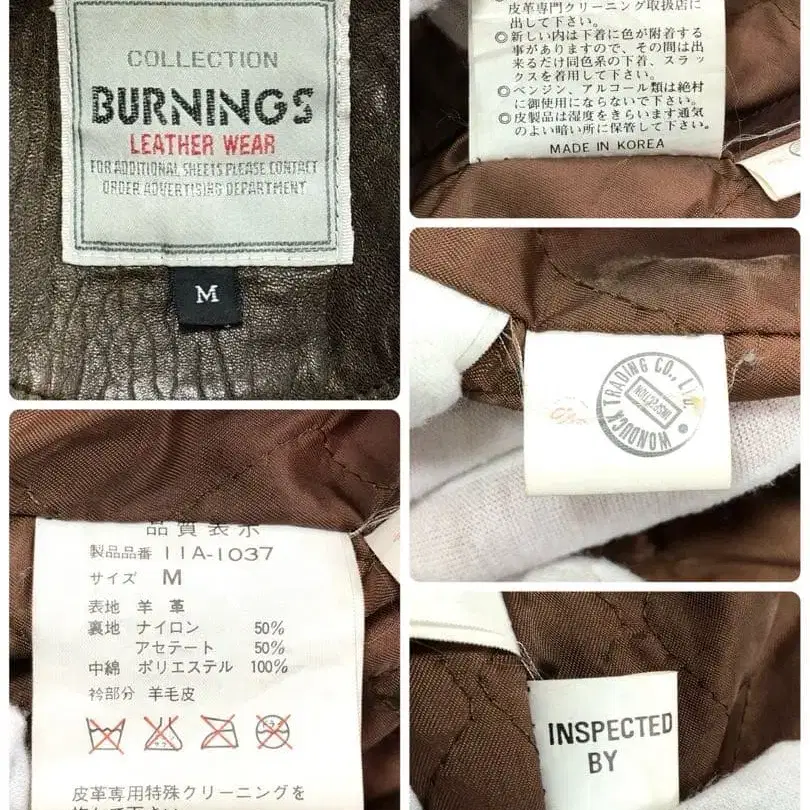 COLLECTION
BURNINGS
LEATHER WEAR
FOR ADDITIONAL SHEETS PLEASE CONTACT
ORDER ADVERTISING DEPARTMENT
M
皮革専門クリーニング取扱店に
出して下さい。
◎新しい内は下着に色が附着する
事がありますので、その間は出
来るだけ同色系の下着、スラッ
クスを着用して下さい。
◎ベンジン、アルコール類は絶対
に御使用にならないで下さい。
◎皮製品は湿度をきらいます通気
のよい暗い所に保管して下さい。
MADE IN KOREA
WONDUCK TRADING CO., LTD.
INSPECTION
品質表示
製品品番 11A-1037
サイズ M
表地 羊革
裏地 ナイロン 50%
アセテート 50%
中綿 ポリエステル 100%
衿部分 羊毛皮
皮革専用特殊クリーニングを
INSPECTED
BY